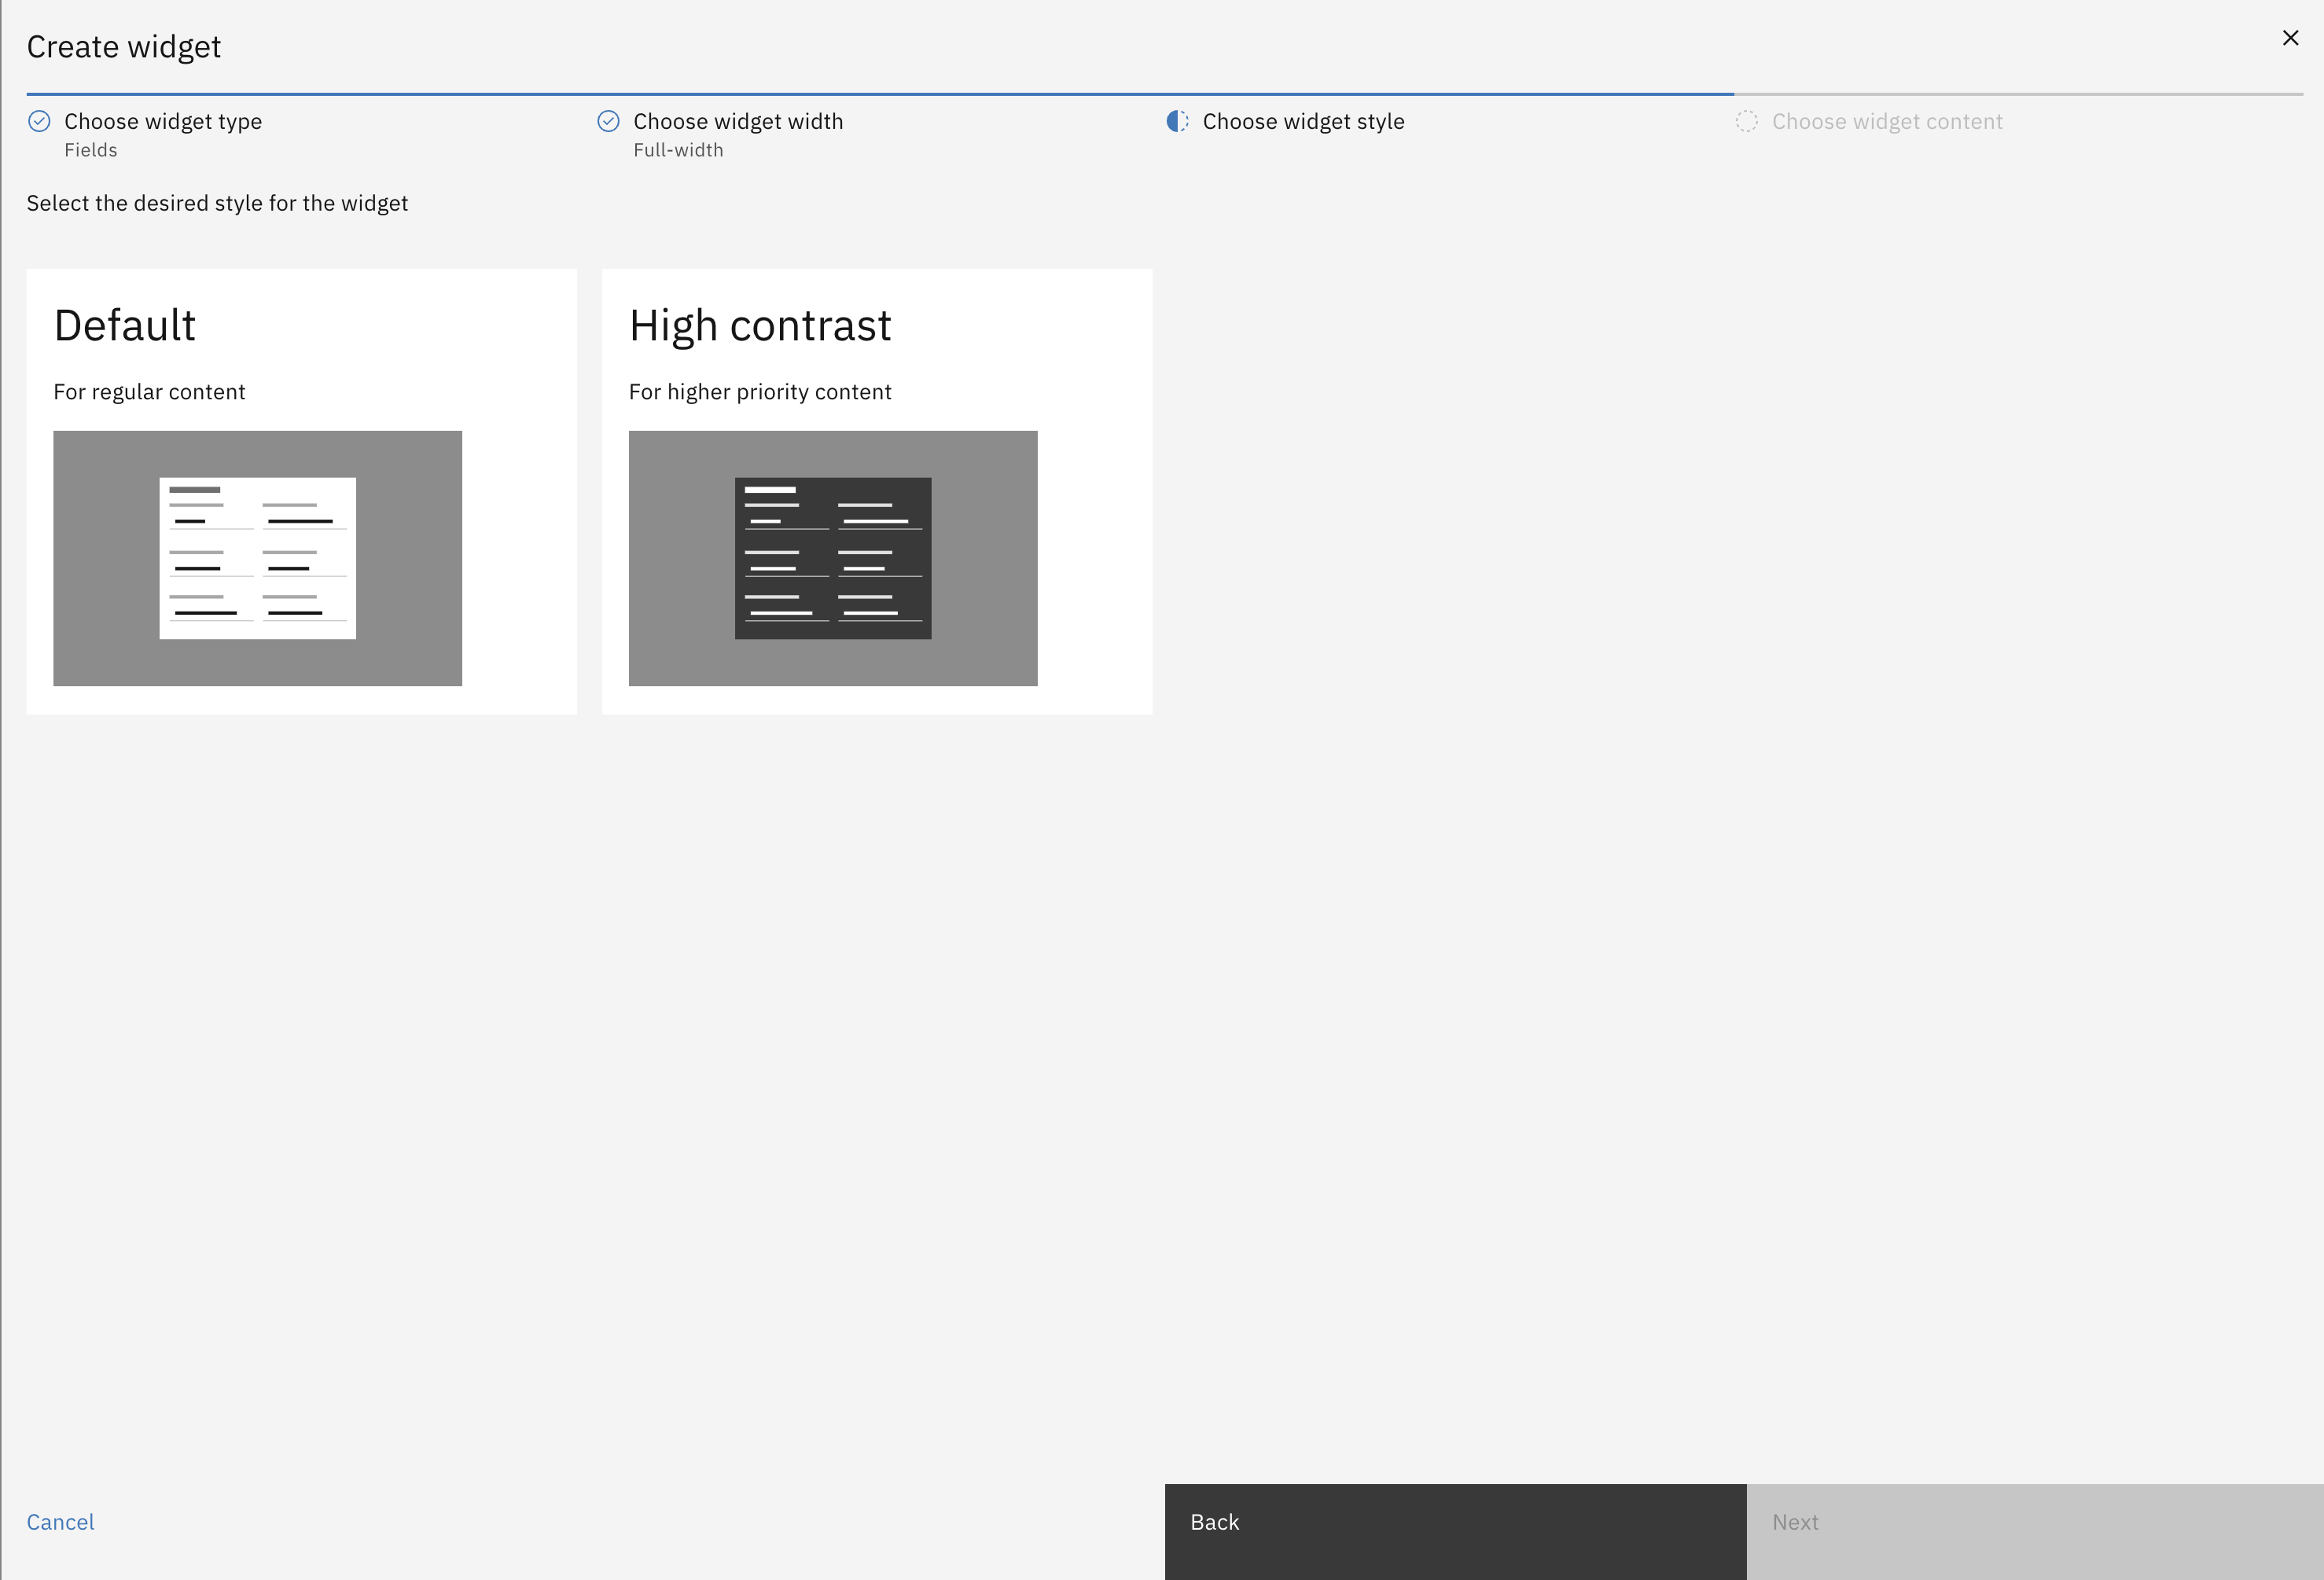 Create widget
Choose widget type
Fields
Choose widget width
Full-width
Choose widget style
Choose widget content
Select the desired style for the widget
Default
For regular content
High contrast
For higher priority content
Cancel
Back
Next